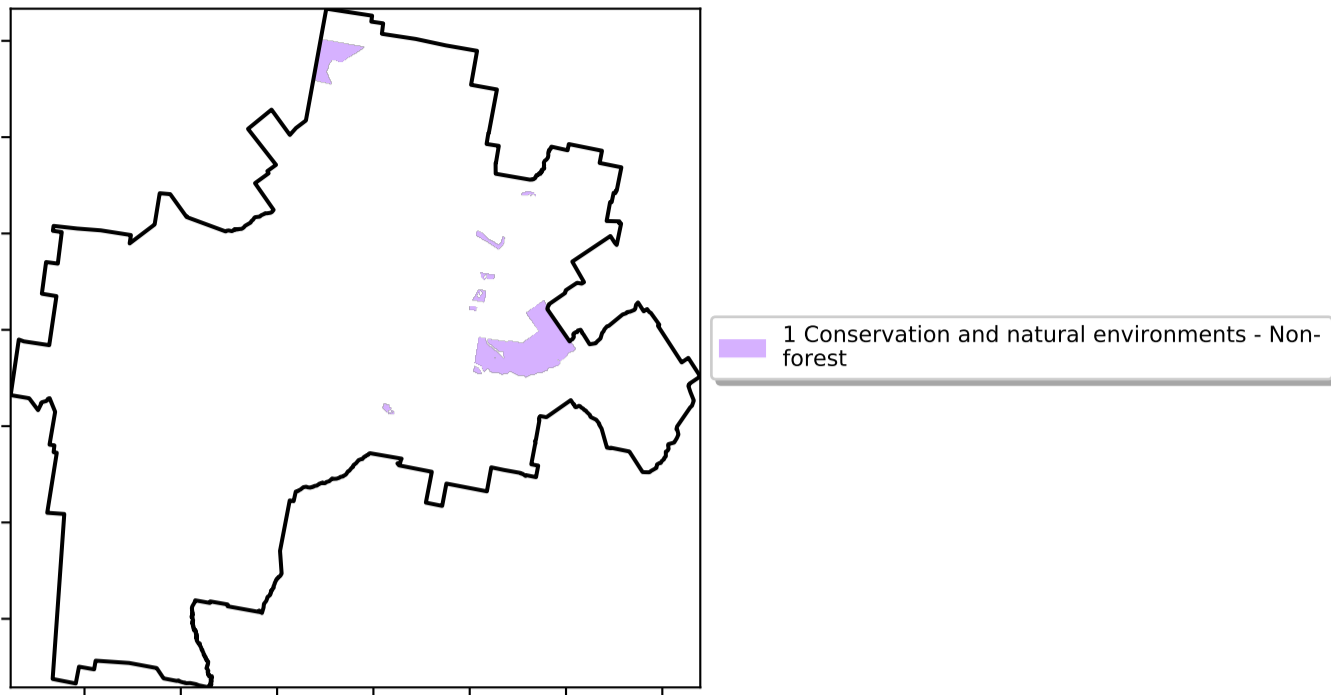 1 Conservation and natural environments - Non-
forest